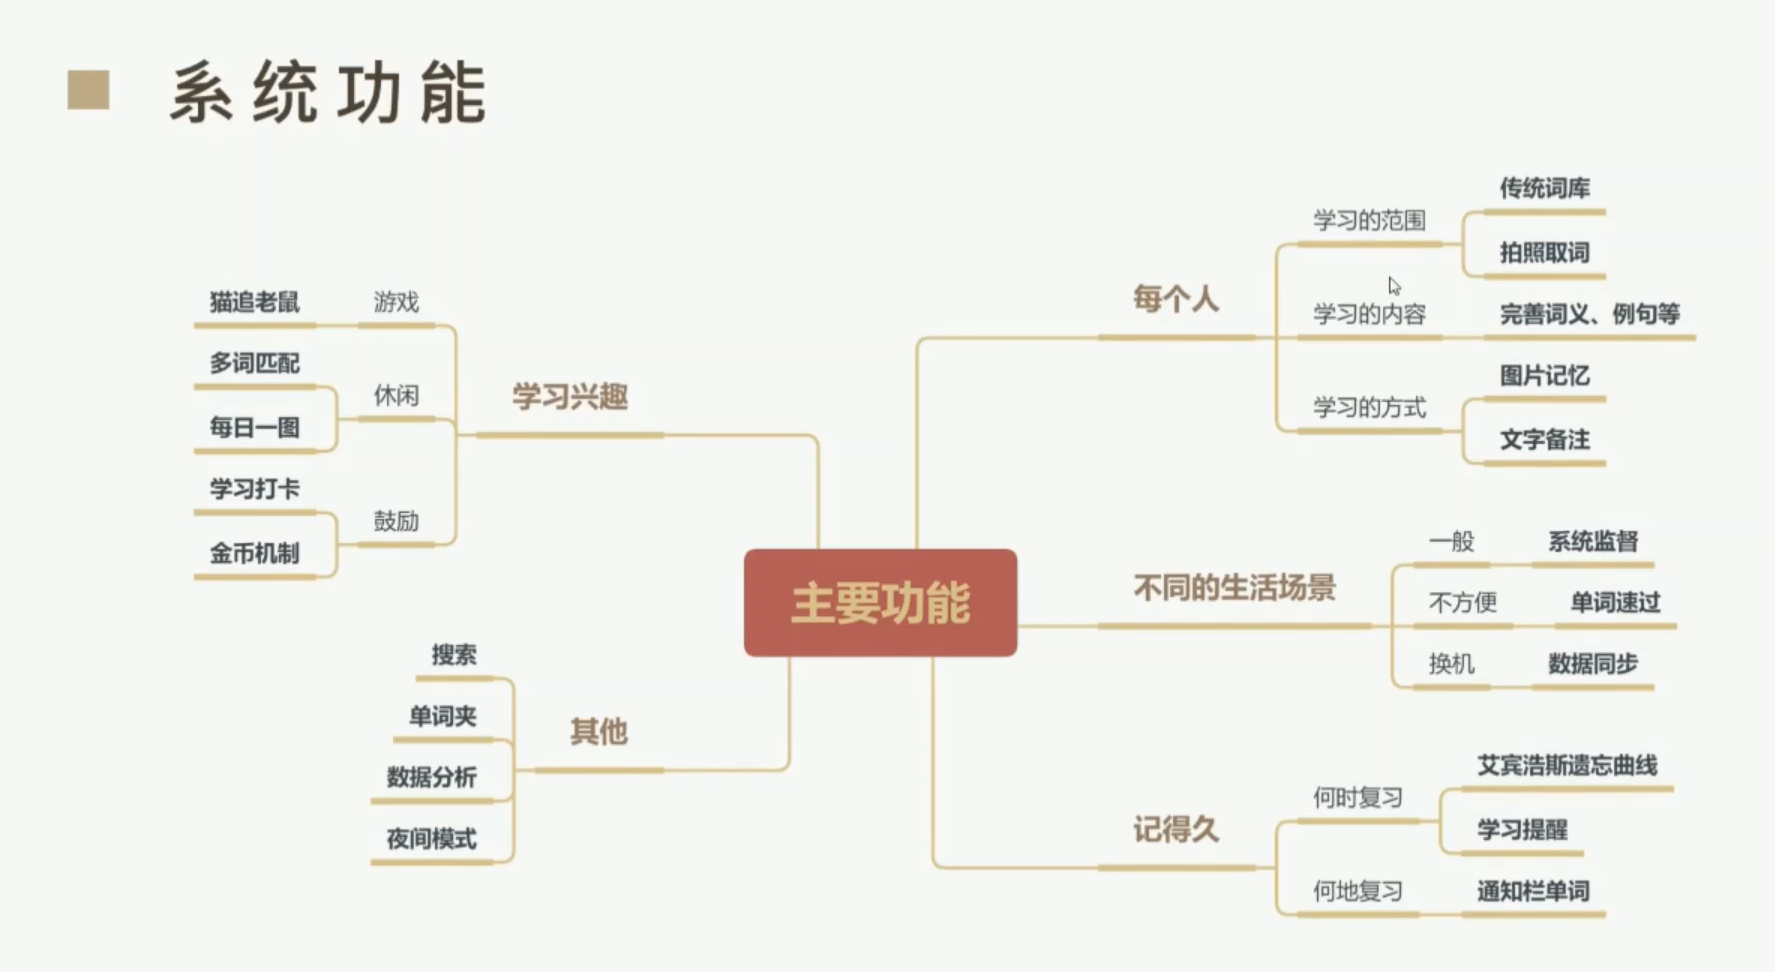 系统功能
主要功能
每个人
学习的范围
传统词库
拍照取词
学习的内容
完善词义、例句等
学习的方式
图片记忆
文字备注
不同的生活场景
一般
系统监督
不方便
单词速过
换机
数据同步
记得久
何时复习
艾宾浩斯遗忘曲线
学习提醒
何地复习
通知栏单词
学习兴趣
游戏
猫追老鼠
休闲
多词匹配
每日一图
鼓励
学习打卡
金币机制
其他
搜索
单词夹
数据分析
夜间模式